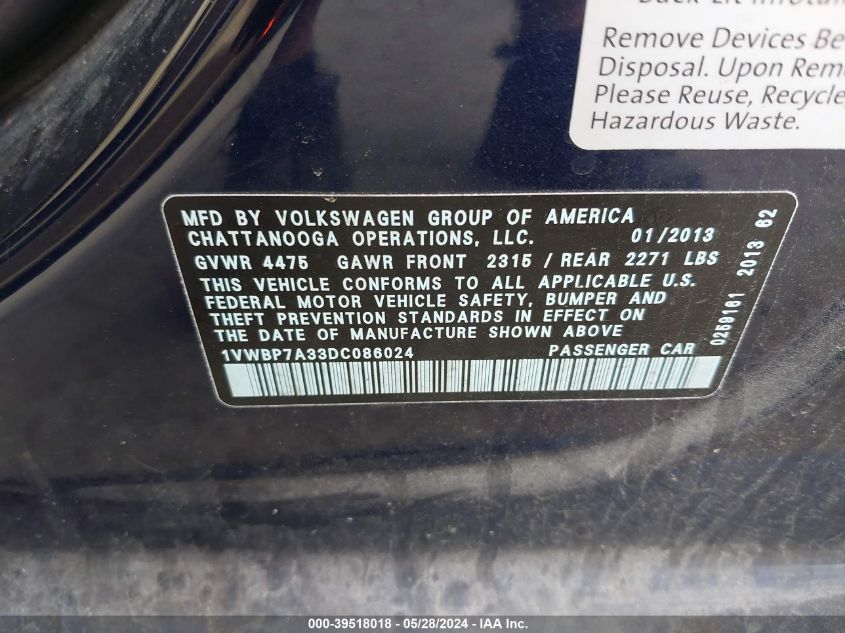 Remove Devices Be
Disposal. Upon Rem
Please Reuse, Recycle,
Hazardous Waste.
MFD BY VOLKSWAGEN GROUP OF AMERICA
CHATTANOOGA OPERATIONS, LLC. 01/2013
GVWR 4475 GAWR FRONT 2315 / REAR 2271 LBS
THIS VEHICLE CONFORMS TO ALL APPLICABLE U.S.
FEDERAL MOTOR VEHICLE SAFETY, BUMPER AND
THEFT PREVENTION STANDARDS IN EFFECT ON
THE DATE OF MANUFACTURE SHOWN ABOVE
1VWBP7A33DC086024 PASSENGER CAR
0259161 2013 62
000-39518018 - 05/28/2024 - IAA Inc.